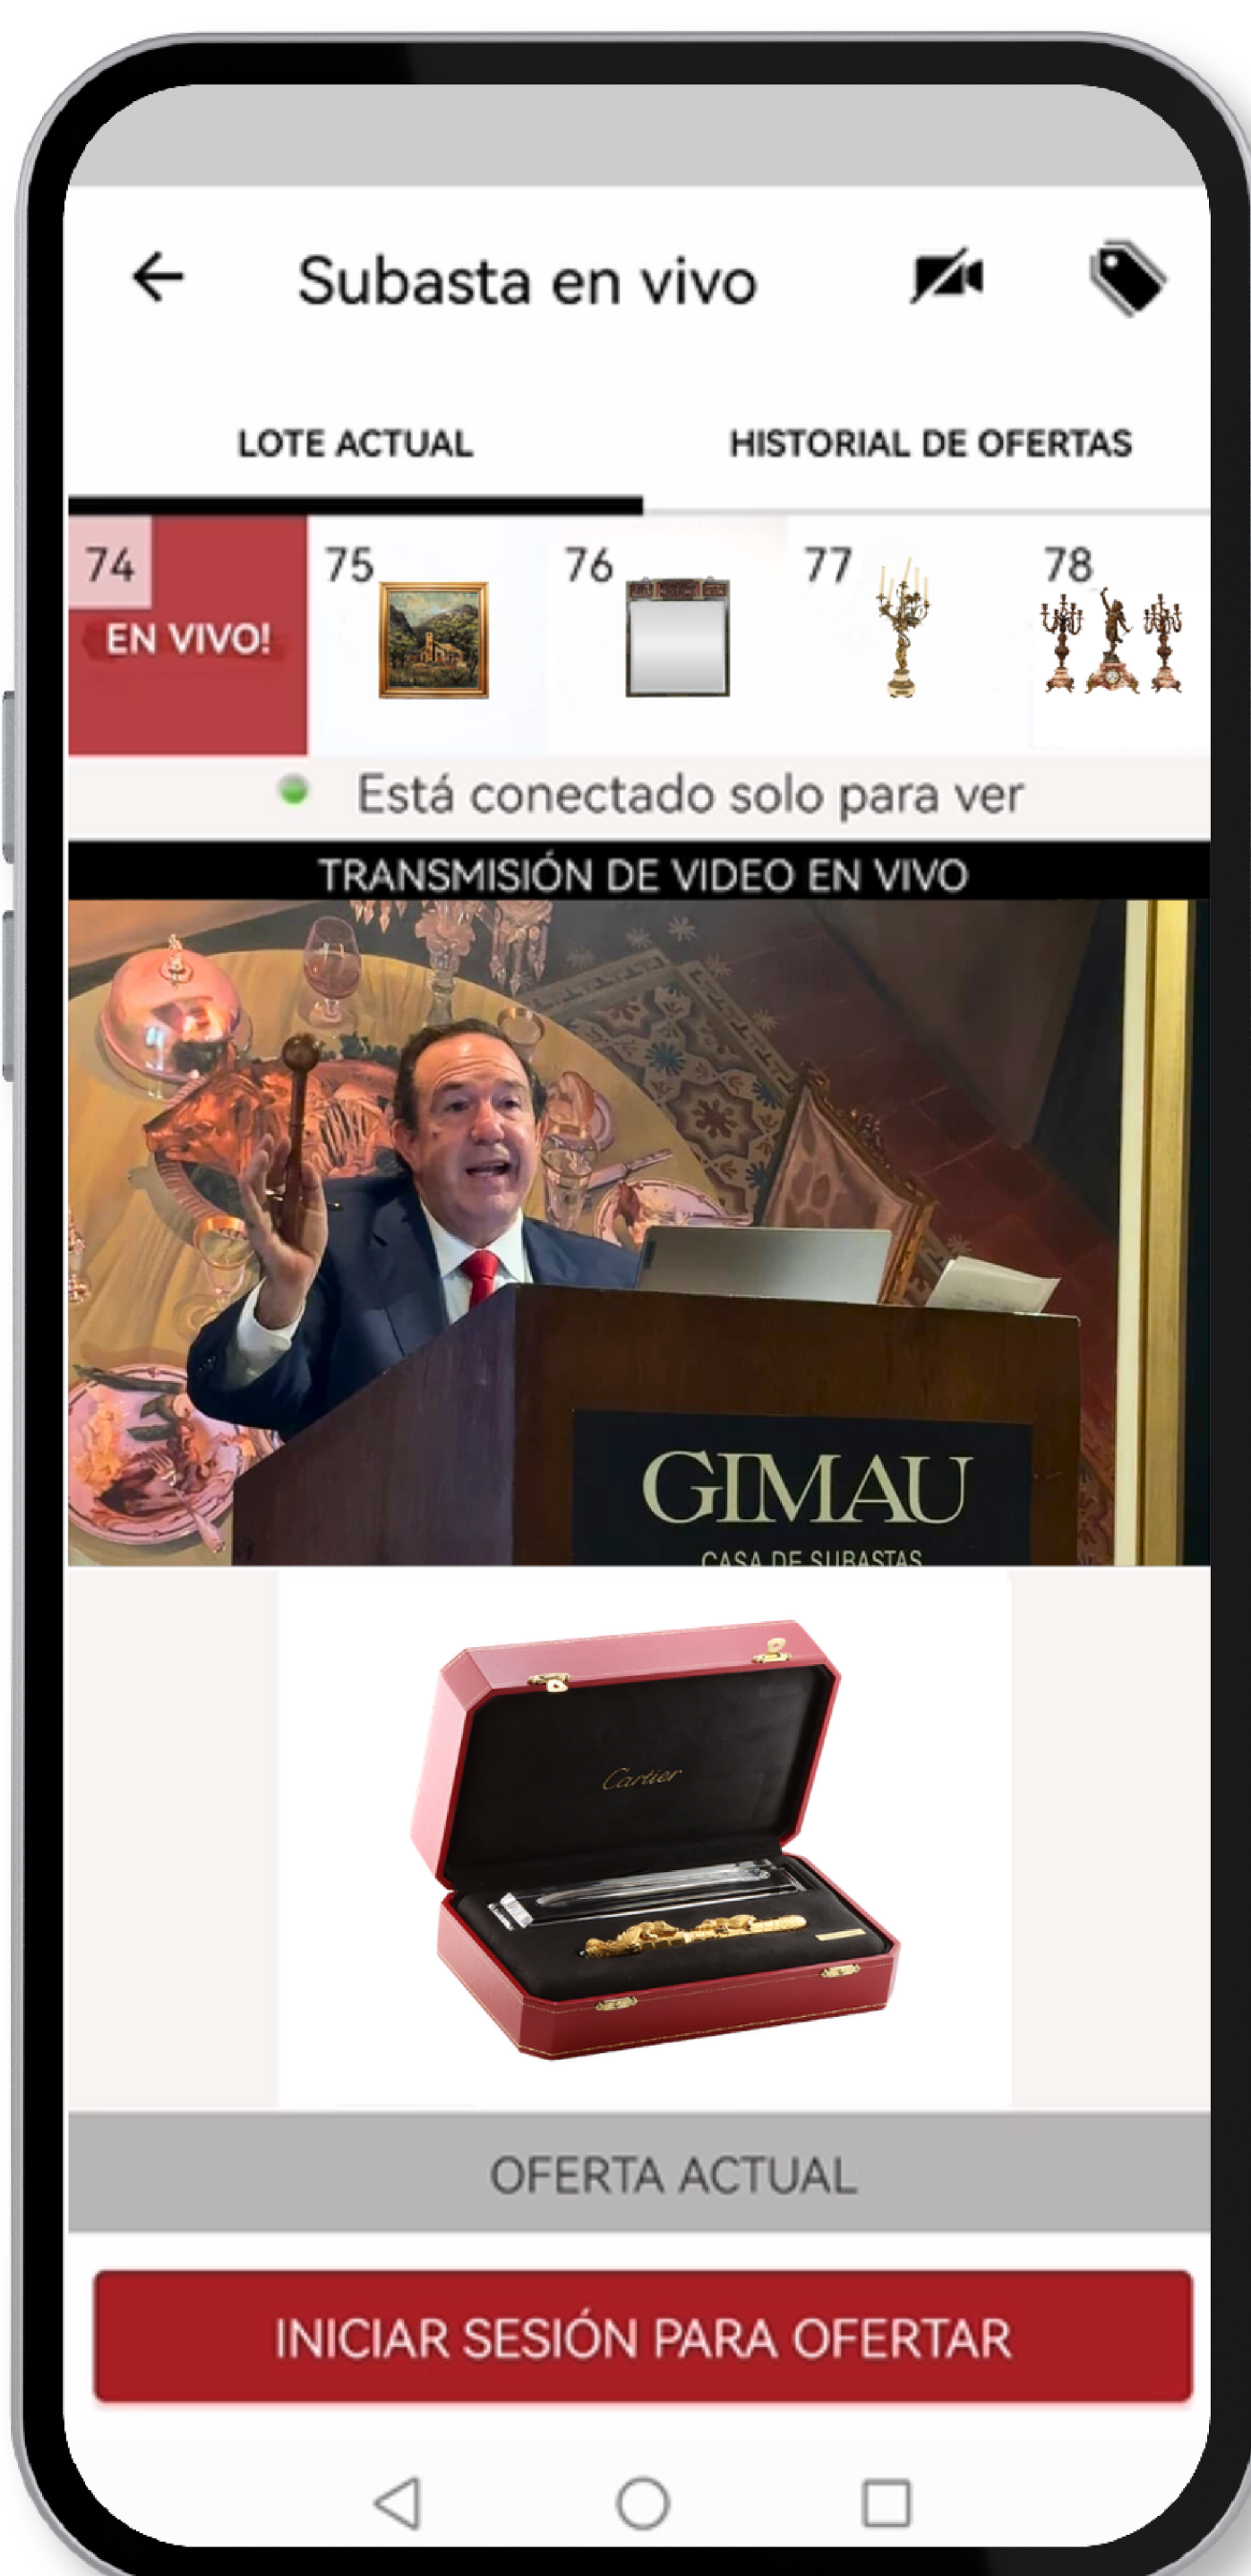 Subasta en vivo
LOTE ACTUAL
HISTORIAL DE OFERTAS
74
EN VIVO!
75
76
77
78
Está conectado solo para ver
TRANSMISIÓN DE VIDEO EN VIVO
GIMAU
CASA DE SUBASTAS
Cartier
OFERTA ACTUAL
INICIAR SESIÓN PARA OFERTAR